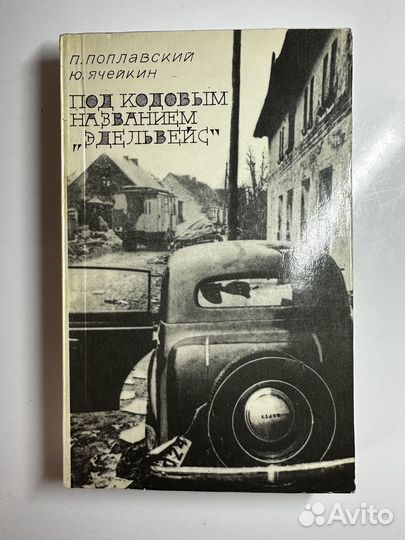 П. ПОПЛАВСКИЙ
Ю. ЯЧЕЙКИН
ПОД КОДОВЫМ
НАЗВАНИЕМ
„ЭДЕЛЬВЕЙС“
Avito